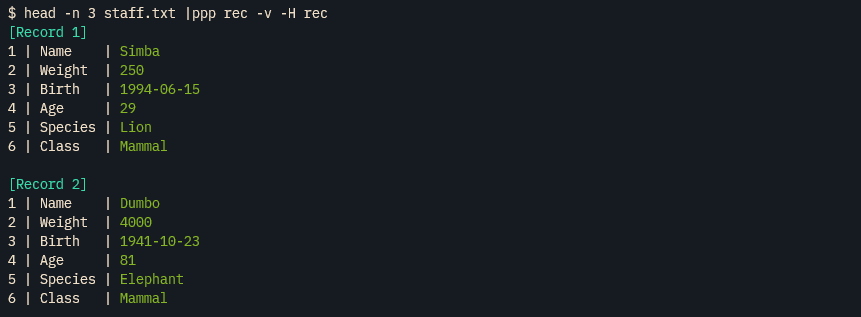 $ head -n 3 staff.txt |ppp rec -v -H rec
[Record 1]
1 | Name    | Simba
2 | Weight  | 250
3 | Birth   | 1994-06-15
4 | Age     | 29
5 | Species | Lion
6 | Class   | Mammal

[Record 2]
1 | Name    | Dumbo
2 | Weight  | 4000
3 | Birth   | 1941-10-23
4 | Age     | 81
5 | Species | Elephant
6 | Class   | Mammal